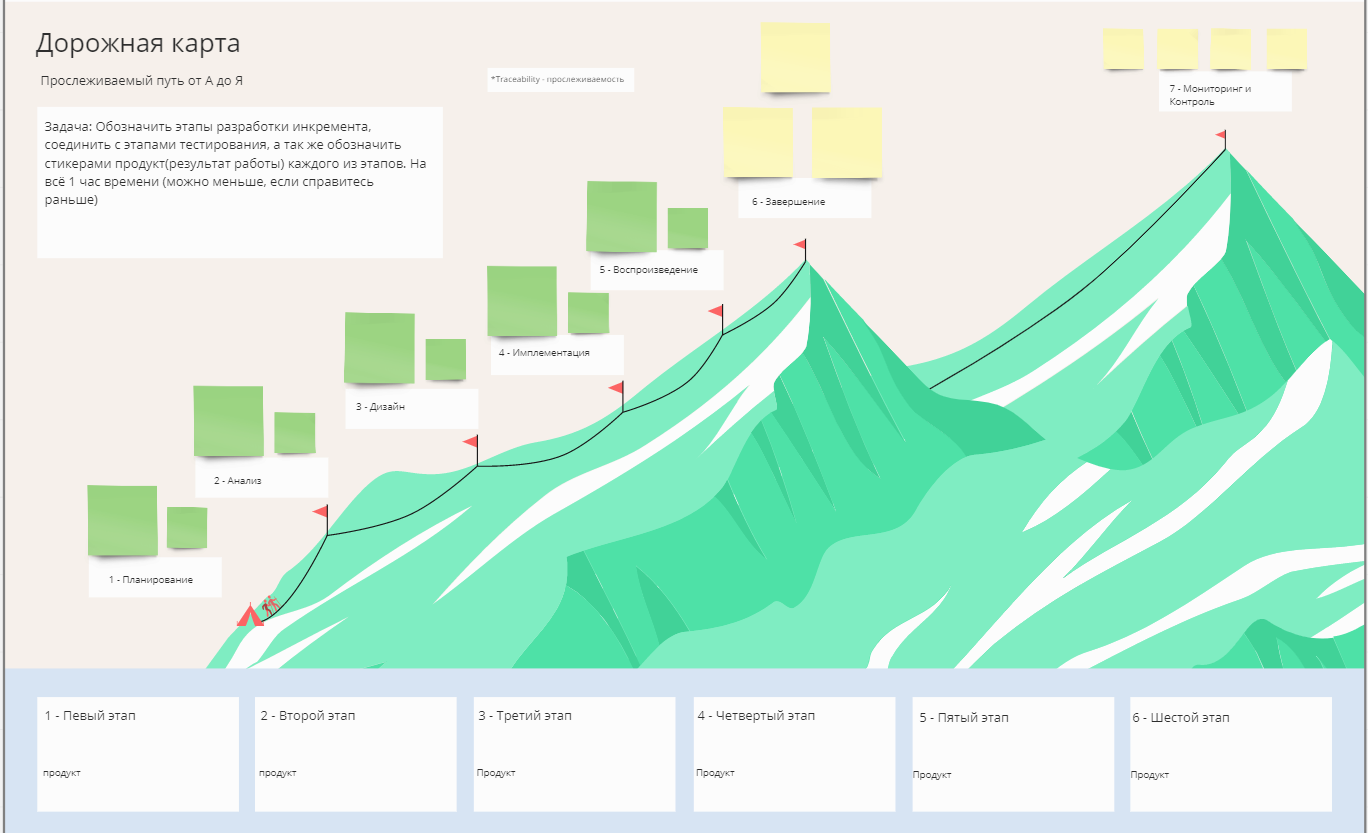 Дорожная карта
Прослеживаемый путь от А до Я
*Traceability - прослеживаемость
Задача: Обозначить этапы разработки инкремента,
соединить с этапами тестирования, а так же обозначить
стикерами продукт(результат работы) каждого из этапов. На
всё 1 час времени (можно меньше, если справитесь
раньше)
7 - Мониторинг и
Контроль
6 - Завершение
5 - Воспроизведение
4 - Имплементация
3 - Дизайн
2 - Анализ
1 - Планирование
1 - Певый этап
продукт
2 - Второй этап
продукт
3 - Третий этап
Продукт
4 - Четвертый этап
Продукт
5 - Пятый этап
Продукт
6 - Шестой этап
Продукт